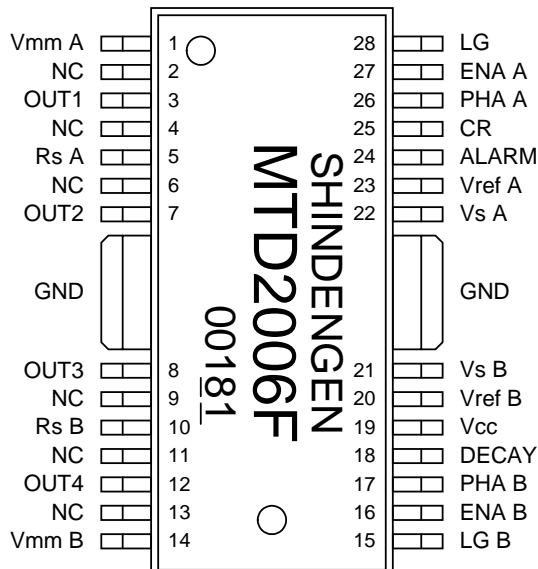 Vmm A 1 28 LG
NC 2 27 ENA A
OUT1 3 26 PHA A
NC 4 25 CR
Rs A 5 24 ALARM
NC 6 23 Vref A
OUT2 7 22 Vs A
GND GND
OUT3 8 21 Vs B
NC 9 20 Vref B
Rs B 10 19 Vcc
NC 11 18 DECAY
OUT4 12 17 PHA B
NC 13 16 ENA B
Vmm B 14 15 LG B
SHINDENGEN
MTD2006F
00181